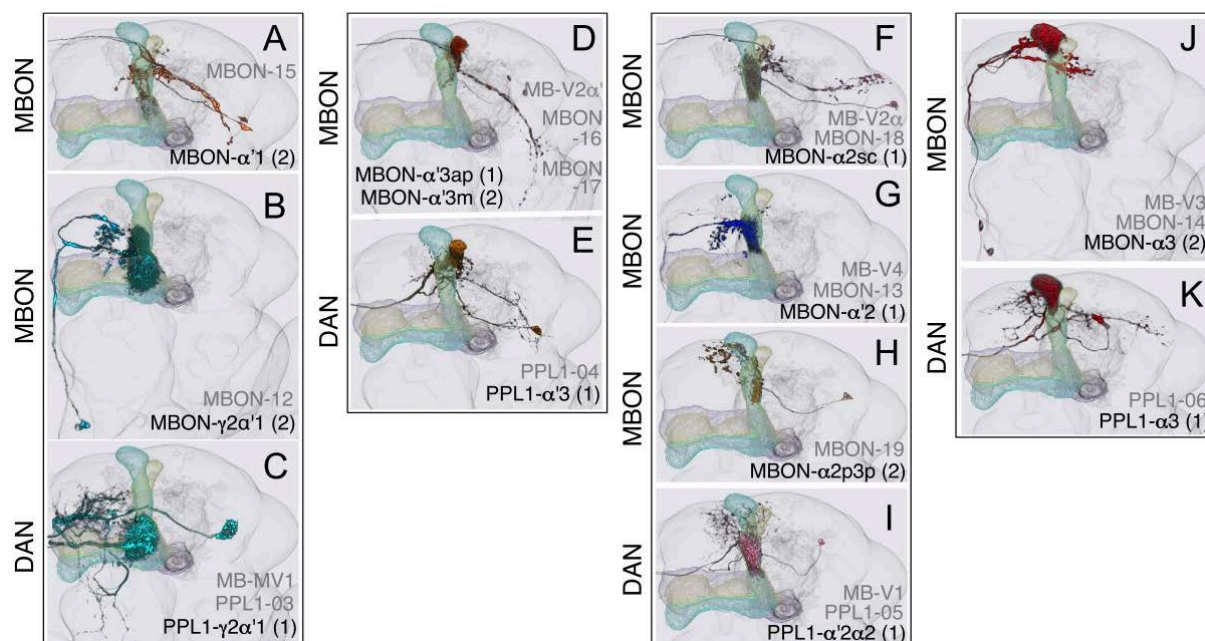 A
MBON
MBON-15
MBON-α'1 (2)
B
MBON
MBON-12
MBON-γ2α'1 (2)
C
DAN
MB-MV1
PPL1-03
PPL1-γ2α'1 (1)
D
MBON
MB-V2α'
MBON
-16
MBON
-17
MBON-α'3ap (1)
MBON-α'3m (2)
E
DAN
PPL1-04
PPL1-α'3 (1)
F
MBON
MB-V2α
MBON-18
MBON-α2sc (1)
G
MBON
MB-V4
MBON-13
MBON-α'2 (1)
H
MBON
MBON-19
MBON-α2p3p (2)
I
DAN
MB-V1
PPL1-05
PPL1-α'2α2 (1)
J
MBON
MB-V3
MBON-14
MBON-α3 (2)
K
DAN
PPL1-06
PPL1-α3 (1)